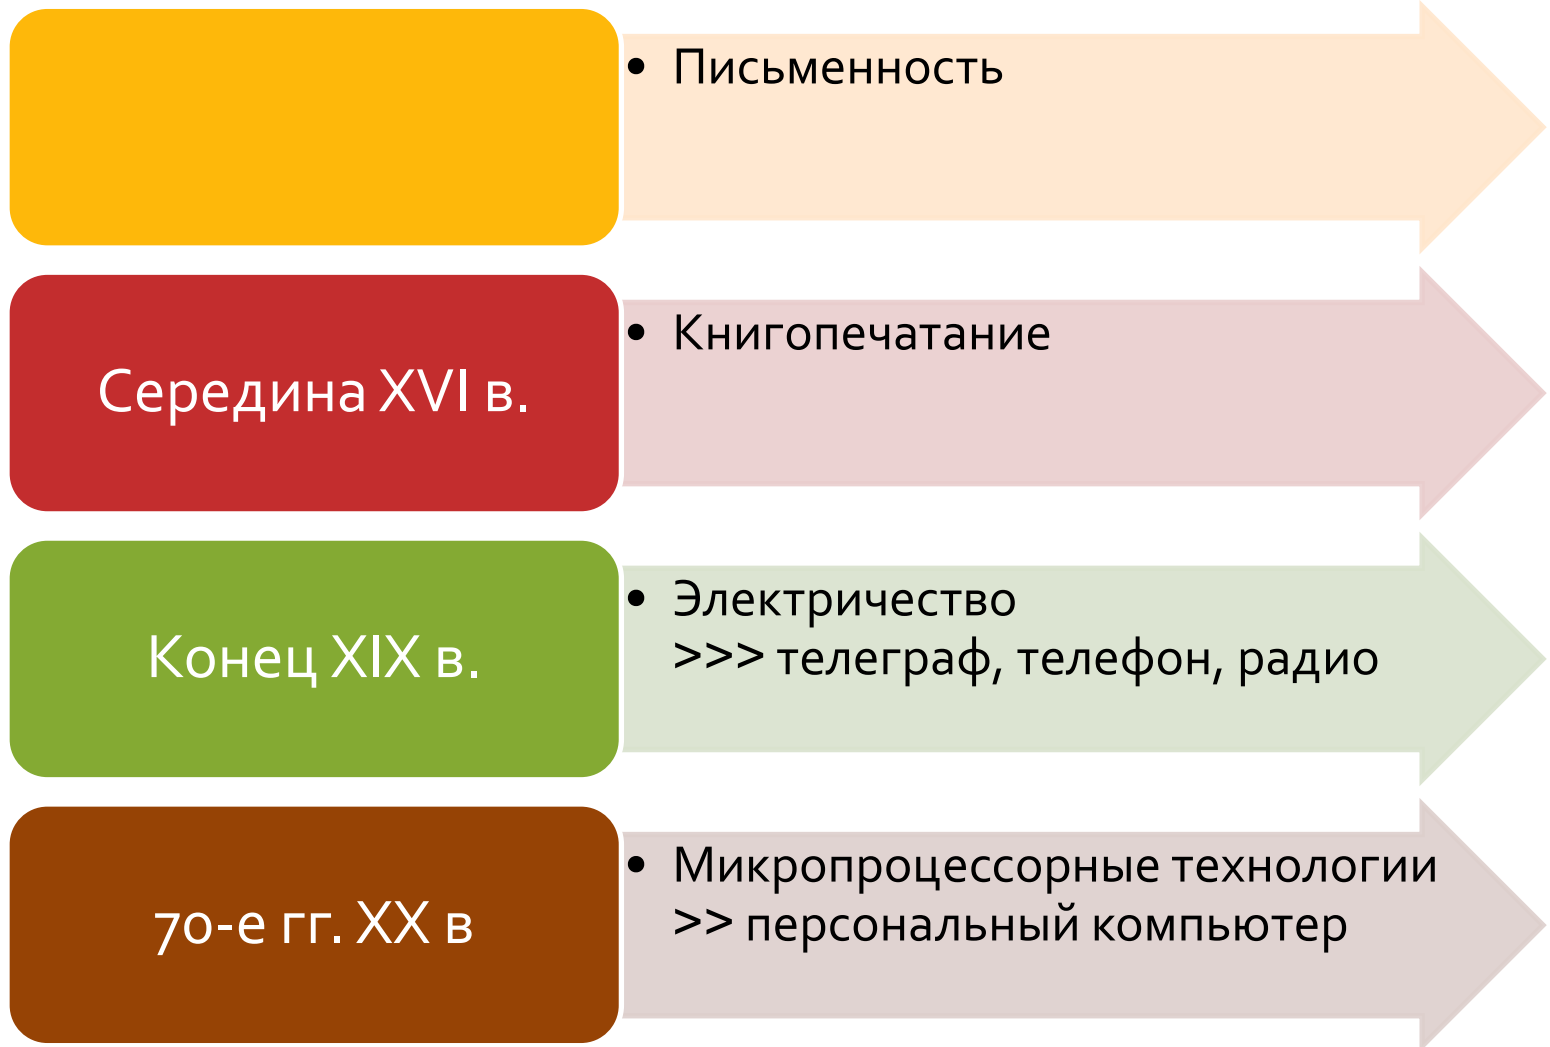 • Письменность
Середина XVI в.
• Книгопечатание
Конец XIX в.
• Электричество
>>> телеграф, телефон, радио
70-е гг. XX в
• Микропроцессорные технологии
>> персональный компьютер